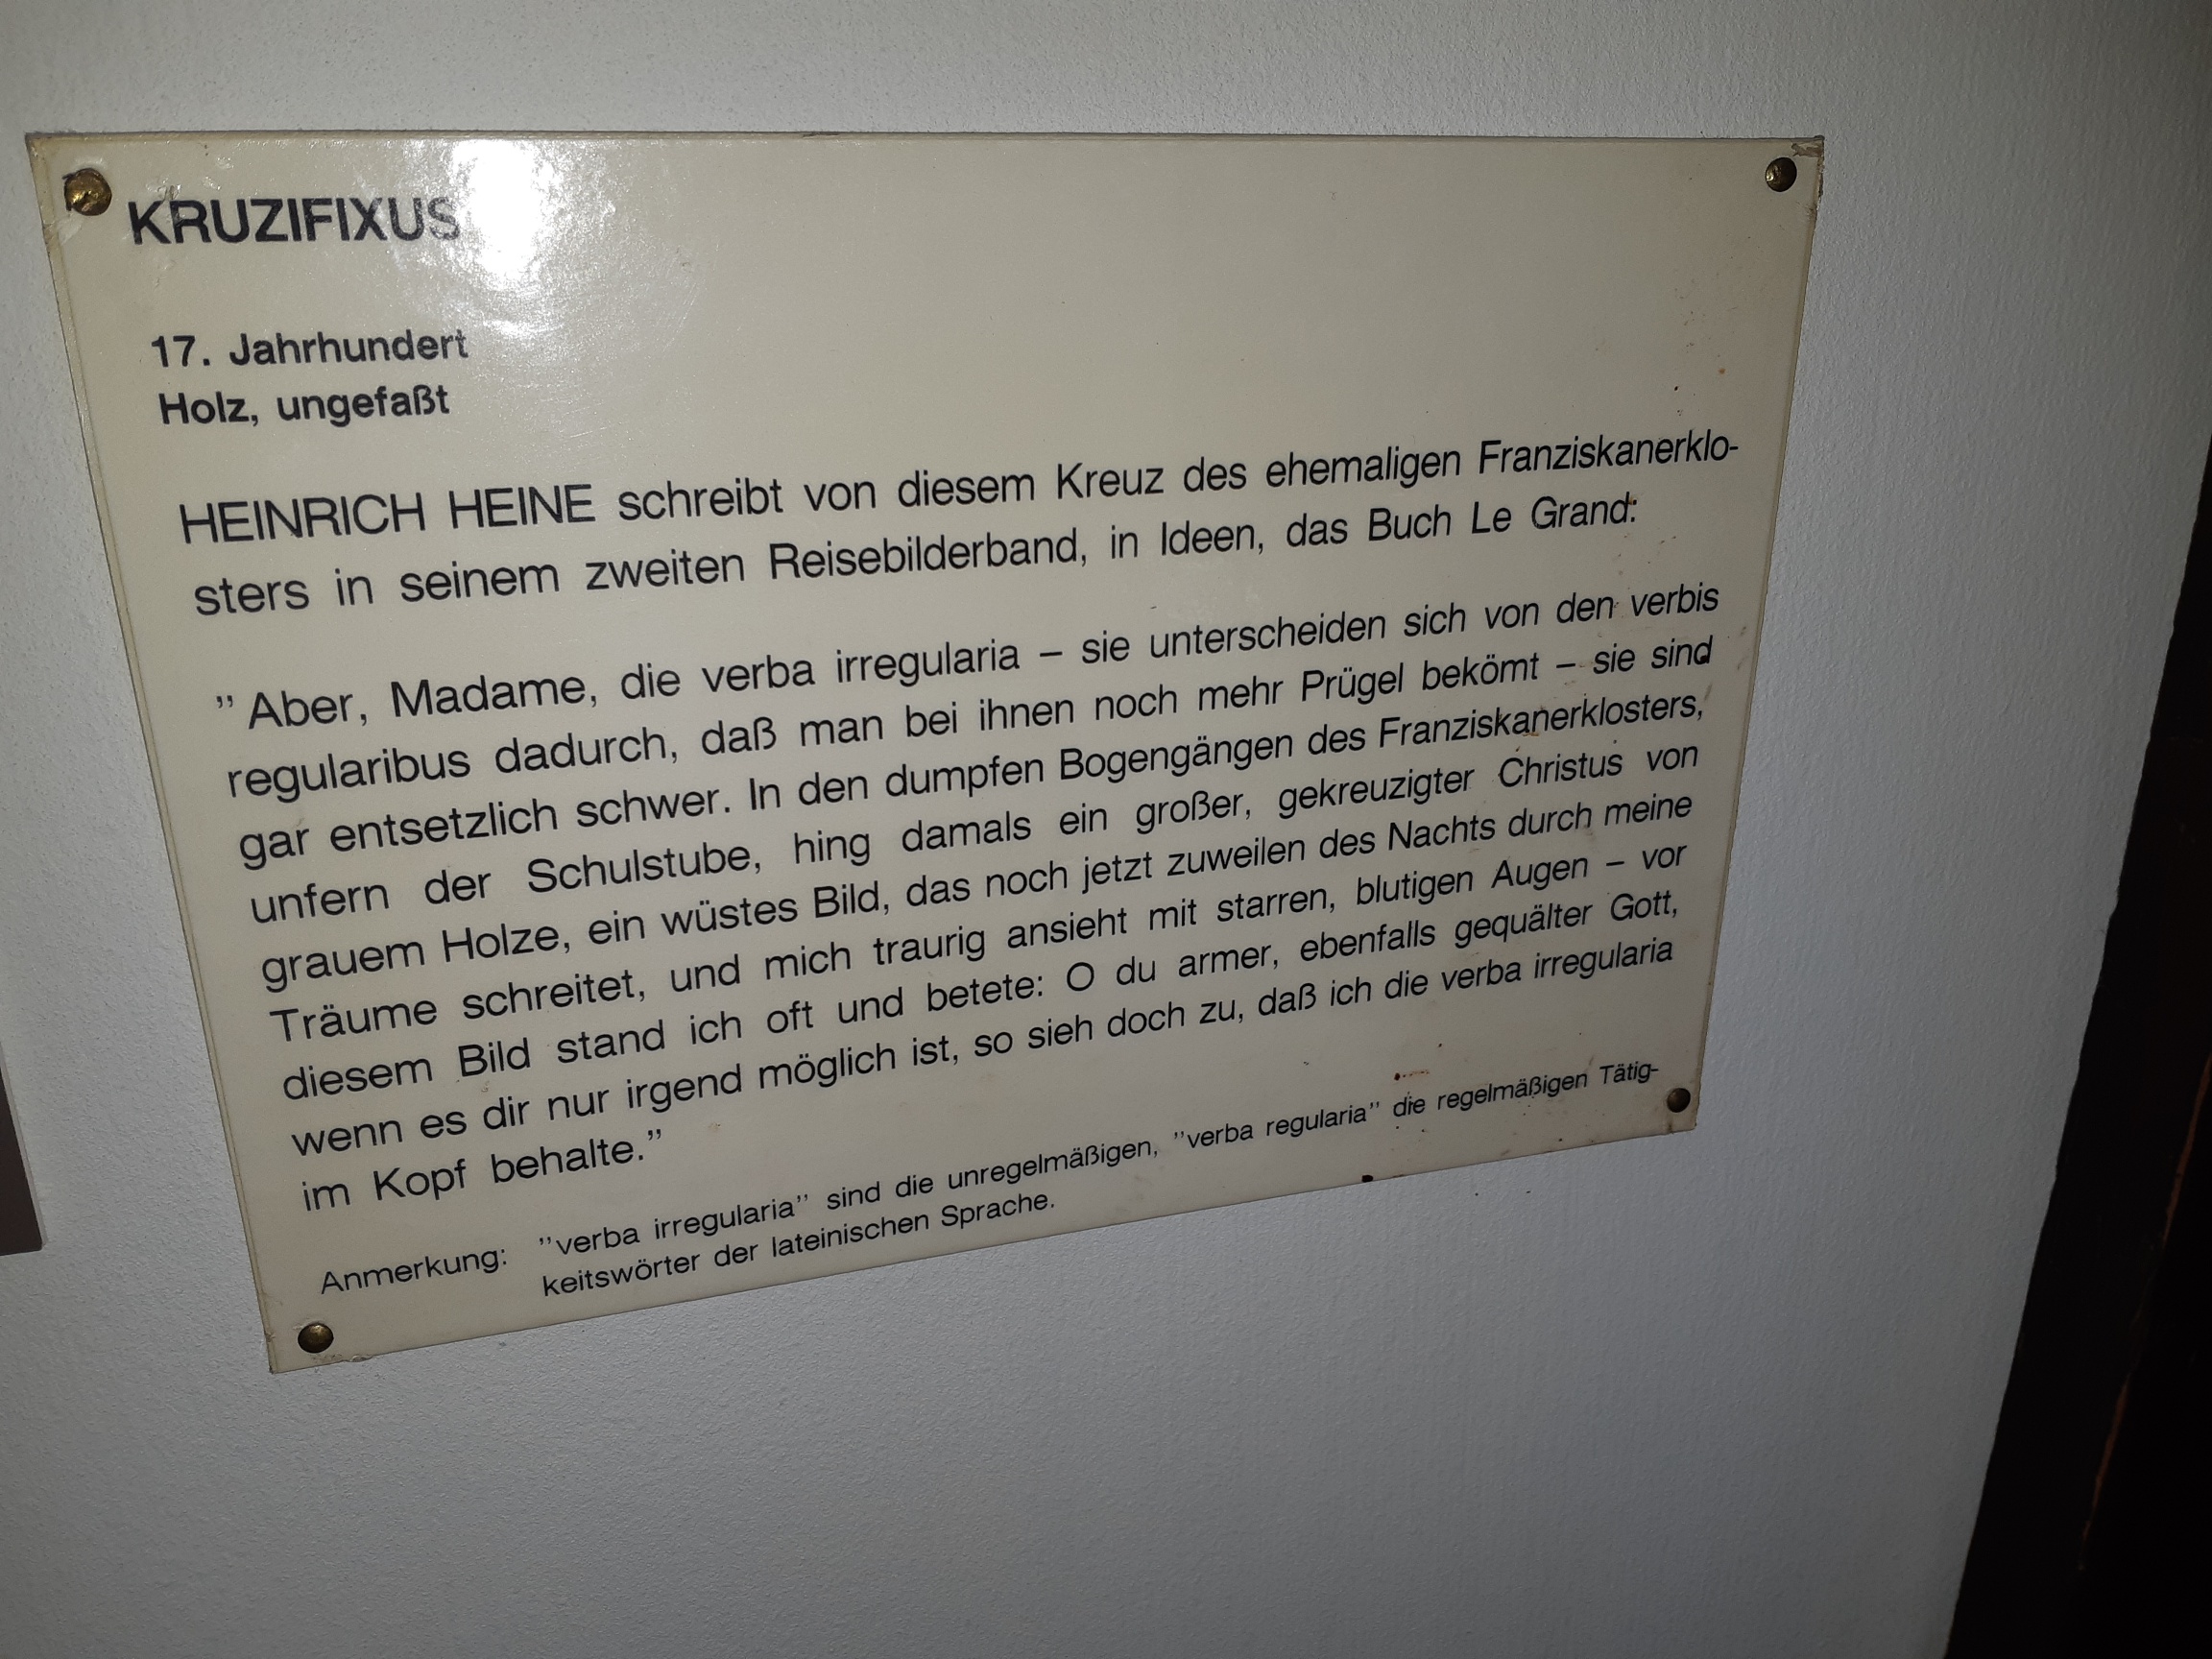 KRUZIFIXUS
17. Jahrhundert
Holz, ungefaßt
HEINRICH HEINE schreibt von diesem Kreuz des ehemaligen Franziskanerklo-
sters in seinem zweiten Reisebilderband, in Ideen, das Buch Le Grand:
”Aber, Madame, die verba irregularia – sie unterscheiden sich von den verbis
regularibus dadurch, daß man bei ihnen noch mehr Prügel bekömt – sie sind
gar entsetzlich schwer. In den dumpfen Bogengängen des Franziskanerklosters,
unfern der Schulstube, hing damals ein großer, gekreuzigter Christus von
grauem Holze, ein wüstes Bild, das noch jetzt zuweilen des Nachts durch meine
Träume schreitet, und mich traurig ansieht mit starren, blutigen Augen – vor
diesem Bild stand ich oft und betete: O du armer, ebenfalls gequälter Gott,
wenn es dir nur irgend möglich ist, so sieh doch zu, daß ich die verba irregularia
im Kopf behalte.”
Anmerkung: ”verba irregularia” sind die unregelmäßigen, ”verba regularia” die regelmäßigen Tätig-
keitswörter der lateinischen Sprache.